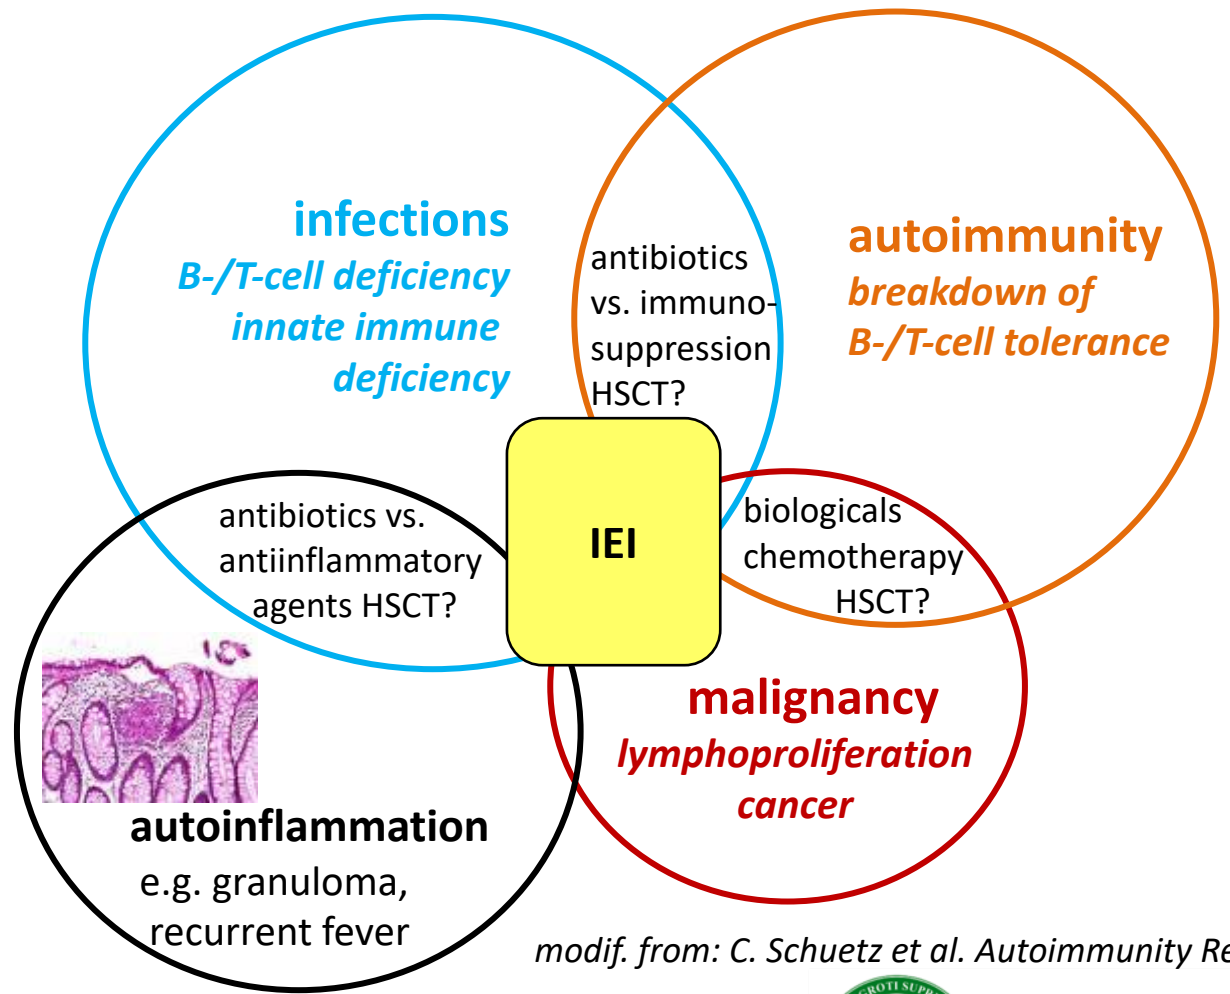 infections
B-/T-cell deficiency
innate immune
deficiency
autoimmunity
breakdown of
B-/T-cell tolerance
antibiotics
vs. immuno-
suppression
HSCT?
antibiotics vs.
antiinflammatory
agents HSCT?
IEI
biologicals
chemotherapy
HSCT?
malignancy
lymphoproliferation
cancer
autoinflammation
e.g. granuloma,
recurrent fever
modif. from: C. Schuetz et al. Autoimmunity Re